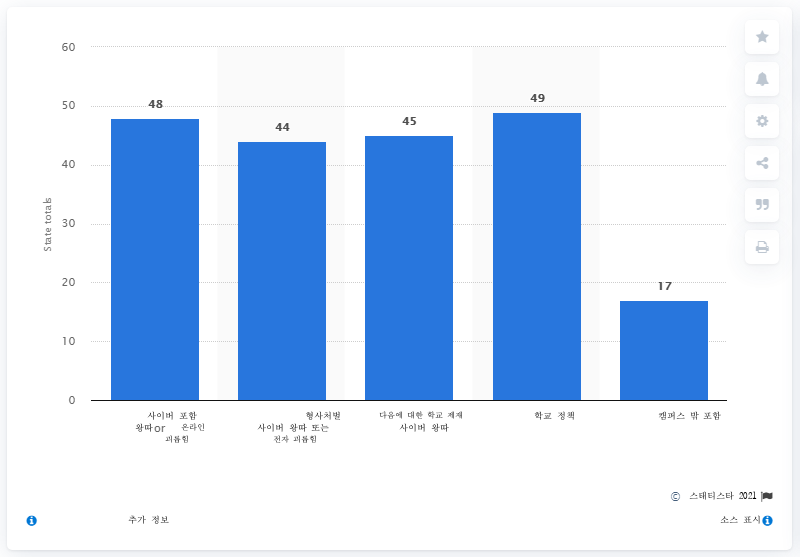 60
50
40
30
20
10
0
State totals
48
44
45
49
17
사이버 포함
왕따or 온라인
괴롭힘
형사처벌
사이버 왕따 또는
전자 괴롭힘
다음에 대한 학교 제재
사이버 왕따
학교 정책
캠퍼스 밖 포함
© 스태티스타 2021
추가 정보
소스 표시